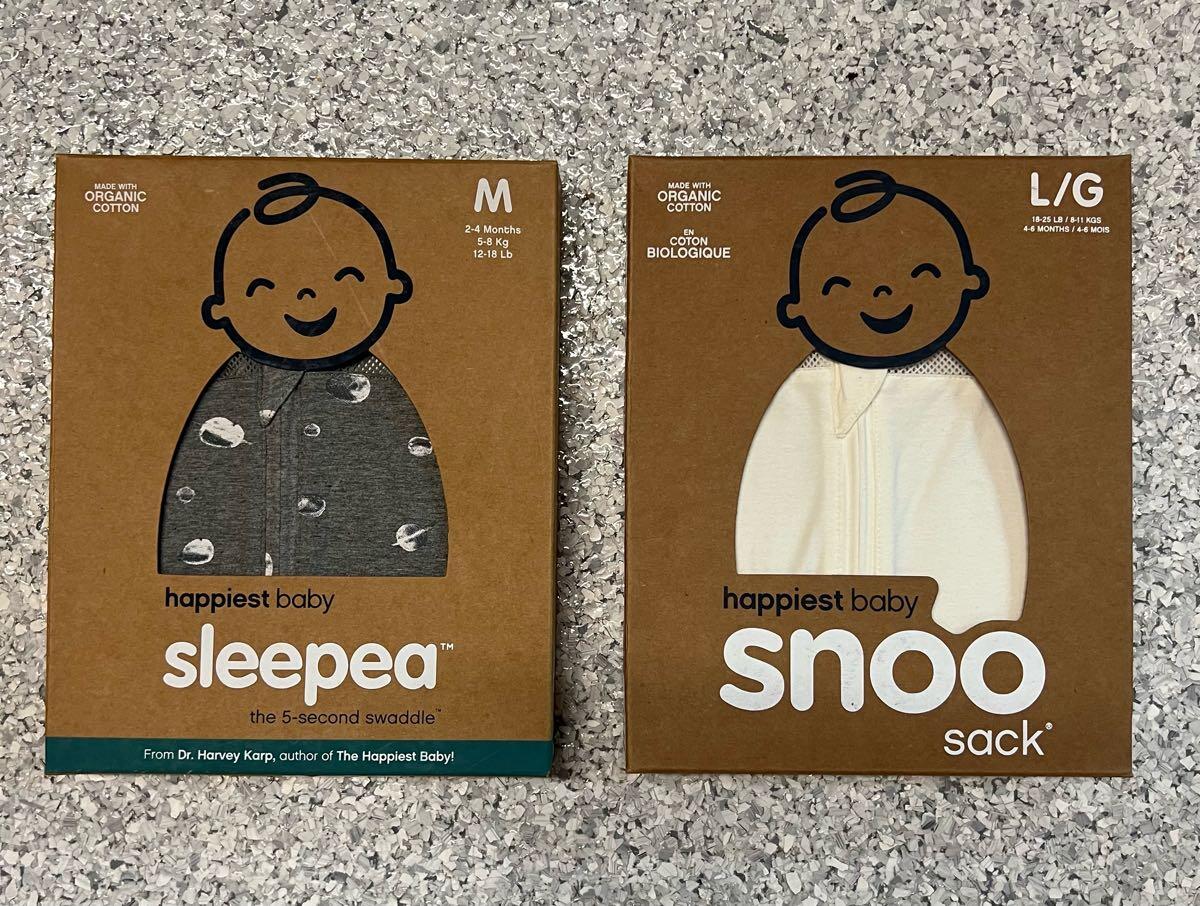 MADE WITH
ORGANIC
COTTON
M
2-4 Months
5-8 Kg
12-18 Lb
happiest baby
sleepea™
the 5-second swaddle™
From Dr. Harvey Karp, author of The Happiest Baby!
MADE WITH
ORGANIC
COTTON
EN
COTON
BIOLOGIQUE
L/G
18-25 LB / 8-11 KGS
4-6 MONTHS / 4-6 MOIS
happiest baby
snoo
sack®